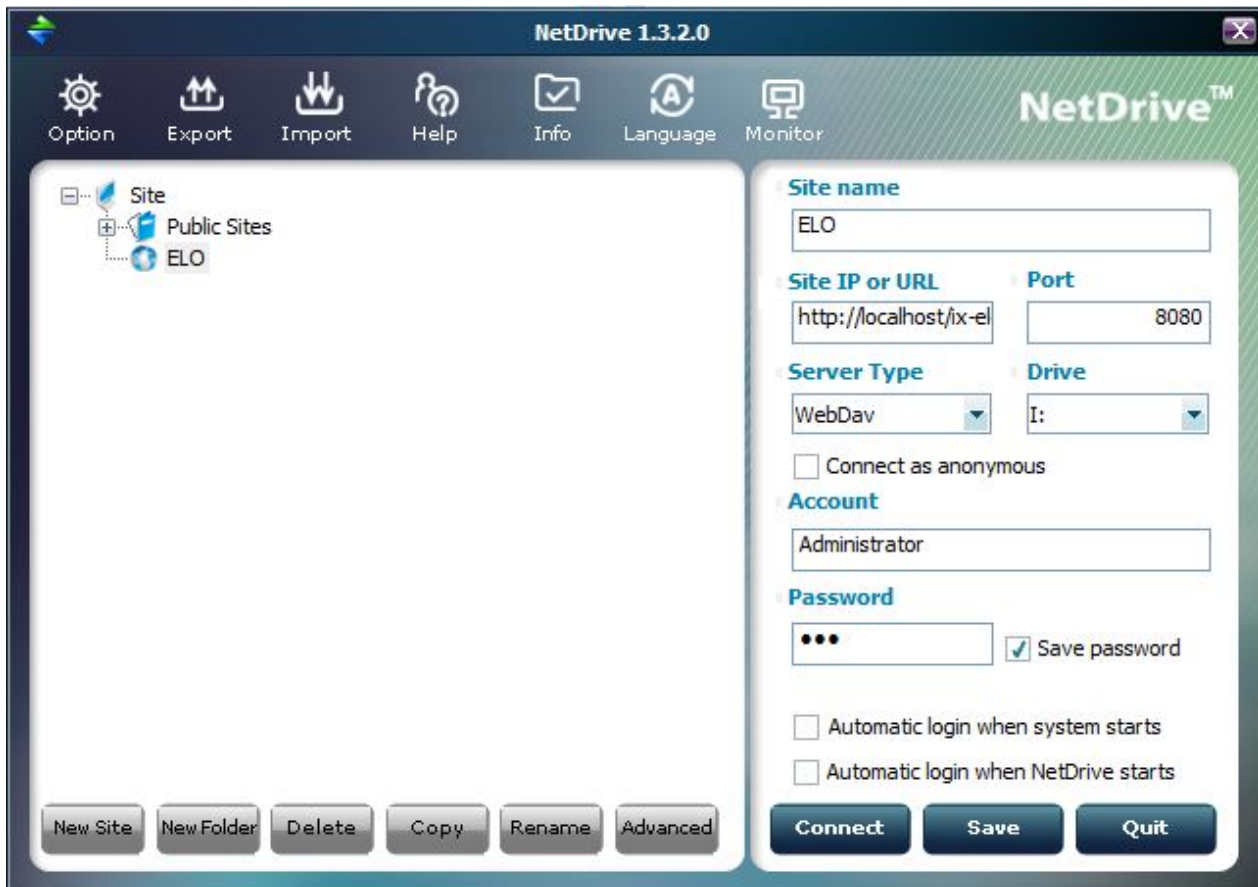 NetDrive 1.3.2.0
Option Export Import Help Info Language Monitor
NetDrive™
Site
Public Sites
ELO
Site name
ELO
Site IP or URL Port
http://localhost/ix-el 8080
Server Type Drive
WebDav I:
Connect as anonymous
Account
Administrator
Password
•••
Save password
Automatic login when system starts
Automatic login when NetDrive starts
New Site New Folder Delete Copy Rename Advanced
Connect Save Quit